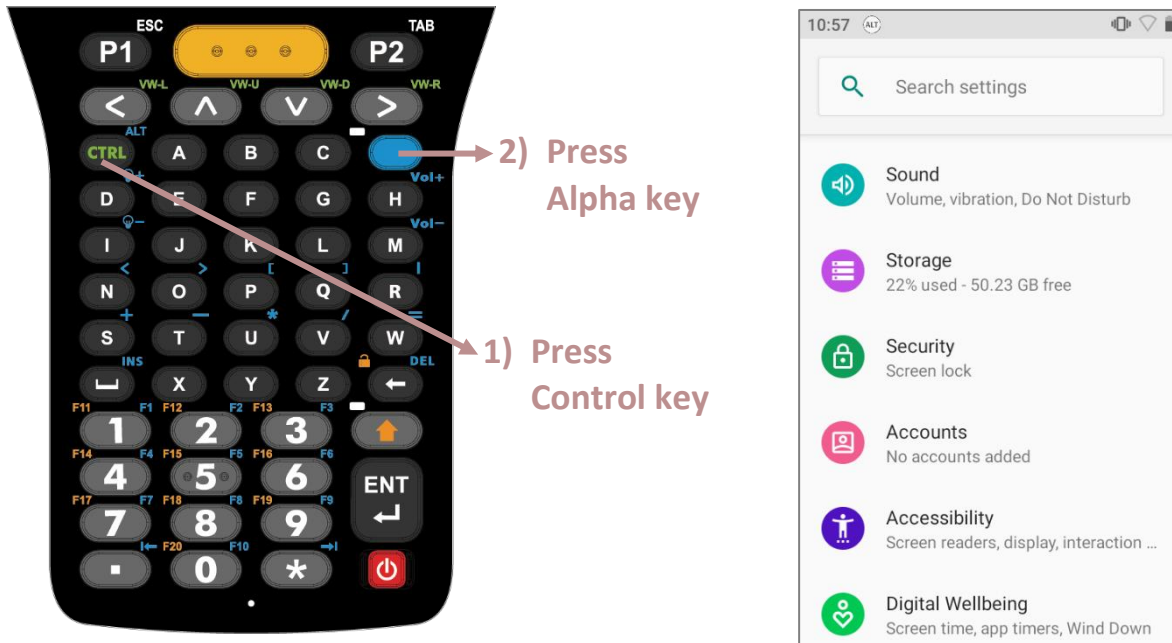 ESC TAB
P1 P2
VW-L VW-U VW-D VW-R
< ∧ ∨ >
ALT
CTRL A B C
Vol+
D E F G H
Vol−
I J K L M
< > [ ] |
N O P Q R
+ − * / =
S T U V W
INS DEL
X Y Z ←
F11 F1 F12 F2 F13 F3
1 2 3
F14 F4 F15 F5 F16 F6
4 5 6 ENT
F17 F7 F18 F8 F19 F9
7 8 9
|← F20 F10 →|
. 0 *
2) Press
Alpha key
1) Press
Control key
10:57 ALT
Search settings
Sound
Volume, vibration, Do Not Disturb
Storage
22% used - 50.23 GB free
Security
Screen lock
Accounts
No accounts added
Accessibility
Screen readers, display, interaction ...
Digital Wellbeing
Screen time, app timers, Wind Down